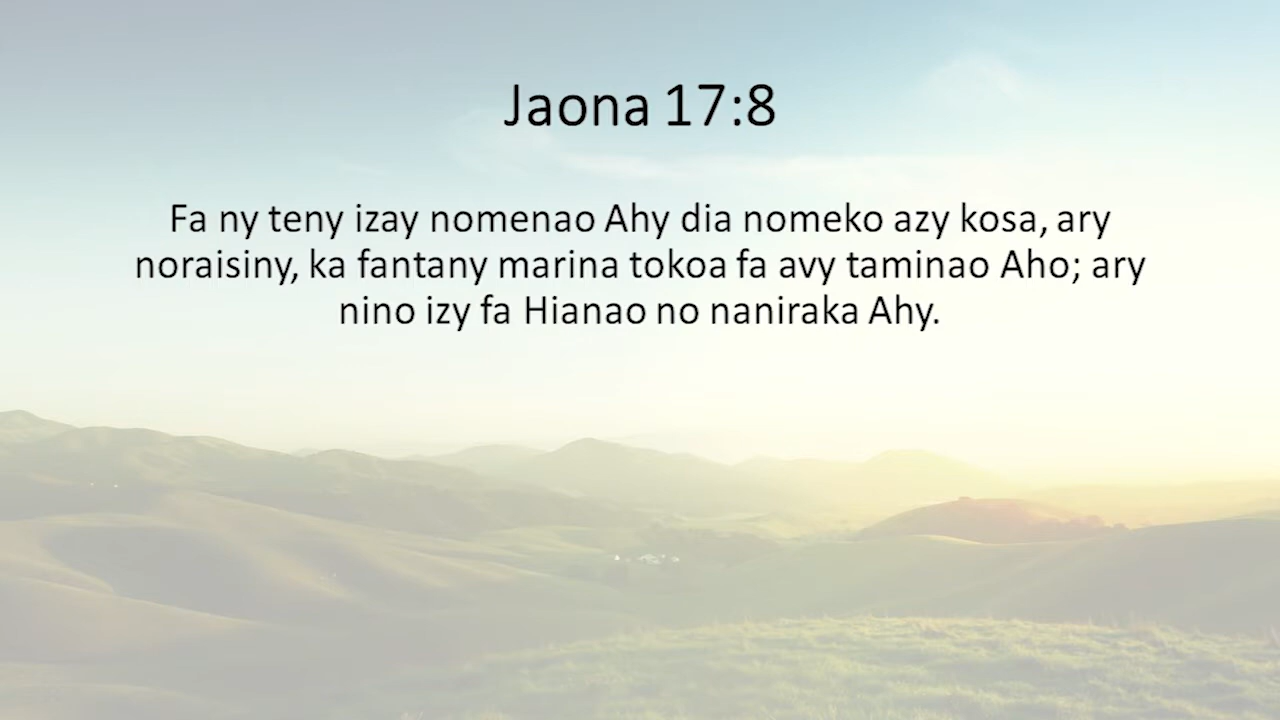 Jaona 17:8
Fa ny teny izay nomenao Ahy dia nomeko azy kosa, ary
noraisiny, ka fantany marina tokoa fa avy taminao Aho; ary
nino izy fa Hianao no naniraka Ahy.